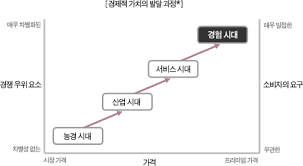 [경제적 가치의 발달 과정*]
매우 차별화된
매우 밀접한
경험 시대
서비스 시대
경쟁 우위 요소
소비자의 요구
산업 시대
농경 시대
차별성 없는
무관한
시장 가격
가격
프리미엄 가격